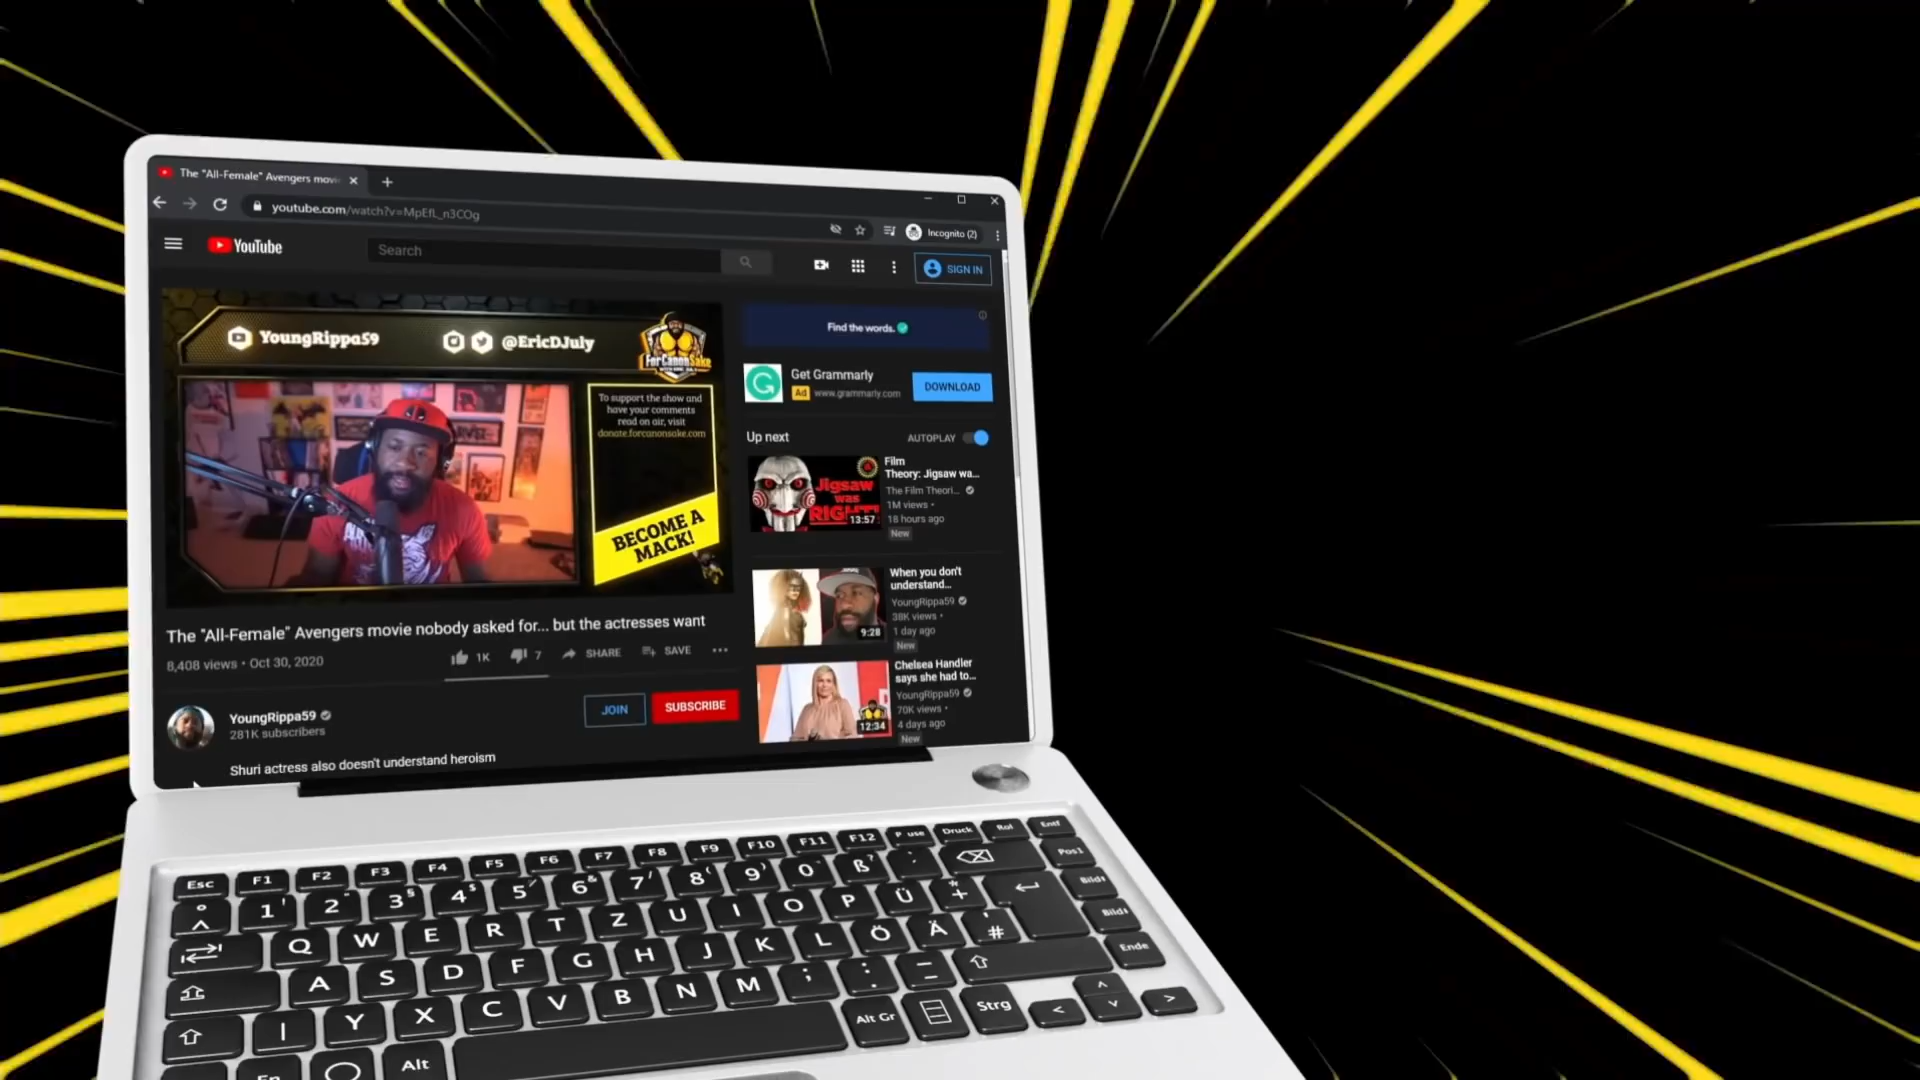 The "All-Female" Avengers mov
youtube.com/watch?v=MpEfL_n3COg
Incognito (2)
YouTube
Search
SIGN IN
YoungRippa59
@EricDJuly
ForCanonSake
To support the show and
have your comments
read on air, visit
donate.forcanonsake.com
BECOME A
MACK!
The "All-Female" Avengers movie nobody asked for... but the actresses want
8,408 views • Oct 30, 2020
1K
7
SHARE
SAVE
YoungRippa59
281K subscribers
JOIN
SUBSCRIBE
Shuri actress also doesn't understand heroism
Find the words.
Get Grammarly
Ad www.grammarly.com
DOWNLOAD
Up next
AUTOPLAY
Jigsaw
was
RIGHT!
13:57
Film
Theory: Jigsaw wa...
The Film Theori...
1M views •
18 hours ago
New
9:28
When you don't
understand...
YoungRippa59
38K views •
1 day ago
New
12:34
Chelsea Handler
says she had to...
YoungRippa59
70K views •
4 days ago
New
Esc F1 F2 F3 F4 F5 F6 F7 F8 F9 F10 F11 F12 P use Druck Rol Entf
1 2 3 4 5 6 7 8 9 0 ß Pos1
Q W E R T Z U I O P Ü + Bild Bild
A S D F G H J K L Ö Ä # Ende
Y X C V B N M ; : _
Fn Alt Alt Gr Strg < >